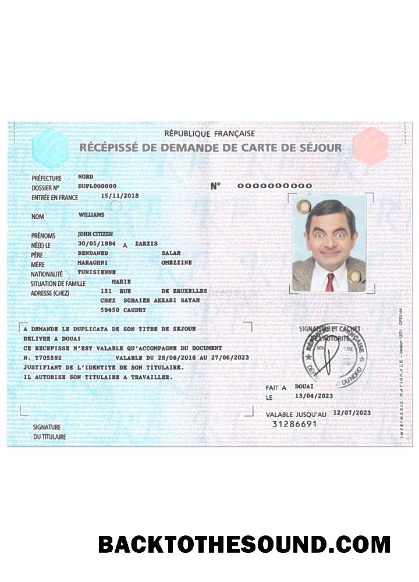 RÉPUBLIQUE FRANÇAISE
RÉCÉPISSÉ DE DEMANDE DE CARTE DE SÉJOUR
PRÉFECTURE NORD
DOSSIER Nº DUPL000000 N° 0000000000
ENTRÉE EN FRANCE 15/11/2018
NOM WILLIAMS
PRÉNOMS JOHN CITIZEN
NÉ(E) LE 30/05/1994 A ZARZIS
PÈRE BENDAMED SALAH
MÈRE MARAGHNI OMEZZINE
NATIONALITÉ TUNISIENNE
SITUATION DE FAMILLE MARIE
ADRESSE (CHEZ) 151 RUE DE BRUXELLES
CHEZ SGHAIER AKKARI SAYAH
59450 CAUDRY
A DEMANDE LE DUPLICATA DE SON TITRE DE SEJOUR
DELIVRE A DOUAI
CE RECEPISSE N'EST VALABLE QU'ACCOMPAGNE DU DOCUMENT
N. T705592 VALABLE DU 28/06/2018 AU 27/06/2023
JUSTIFIANT DE L'IDENTITE DE SON TITULAIRE.
IL AUTORISE SON TITULAIRE A TRAVAILLER.
SIGNATURE ET CACHET
DE L'AUTORITÉ
FAIT A DOUAI
LE 13/04/2023
VALABLE JUSQU'AU 12/07/2023
31286691
SIGNATURE
DU TITULAIRE
IMPRIMERIE NATIONALE
BACKTOTHESOUND.COM